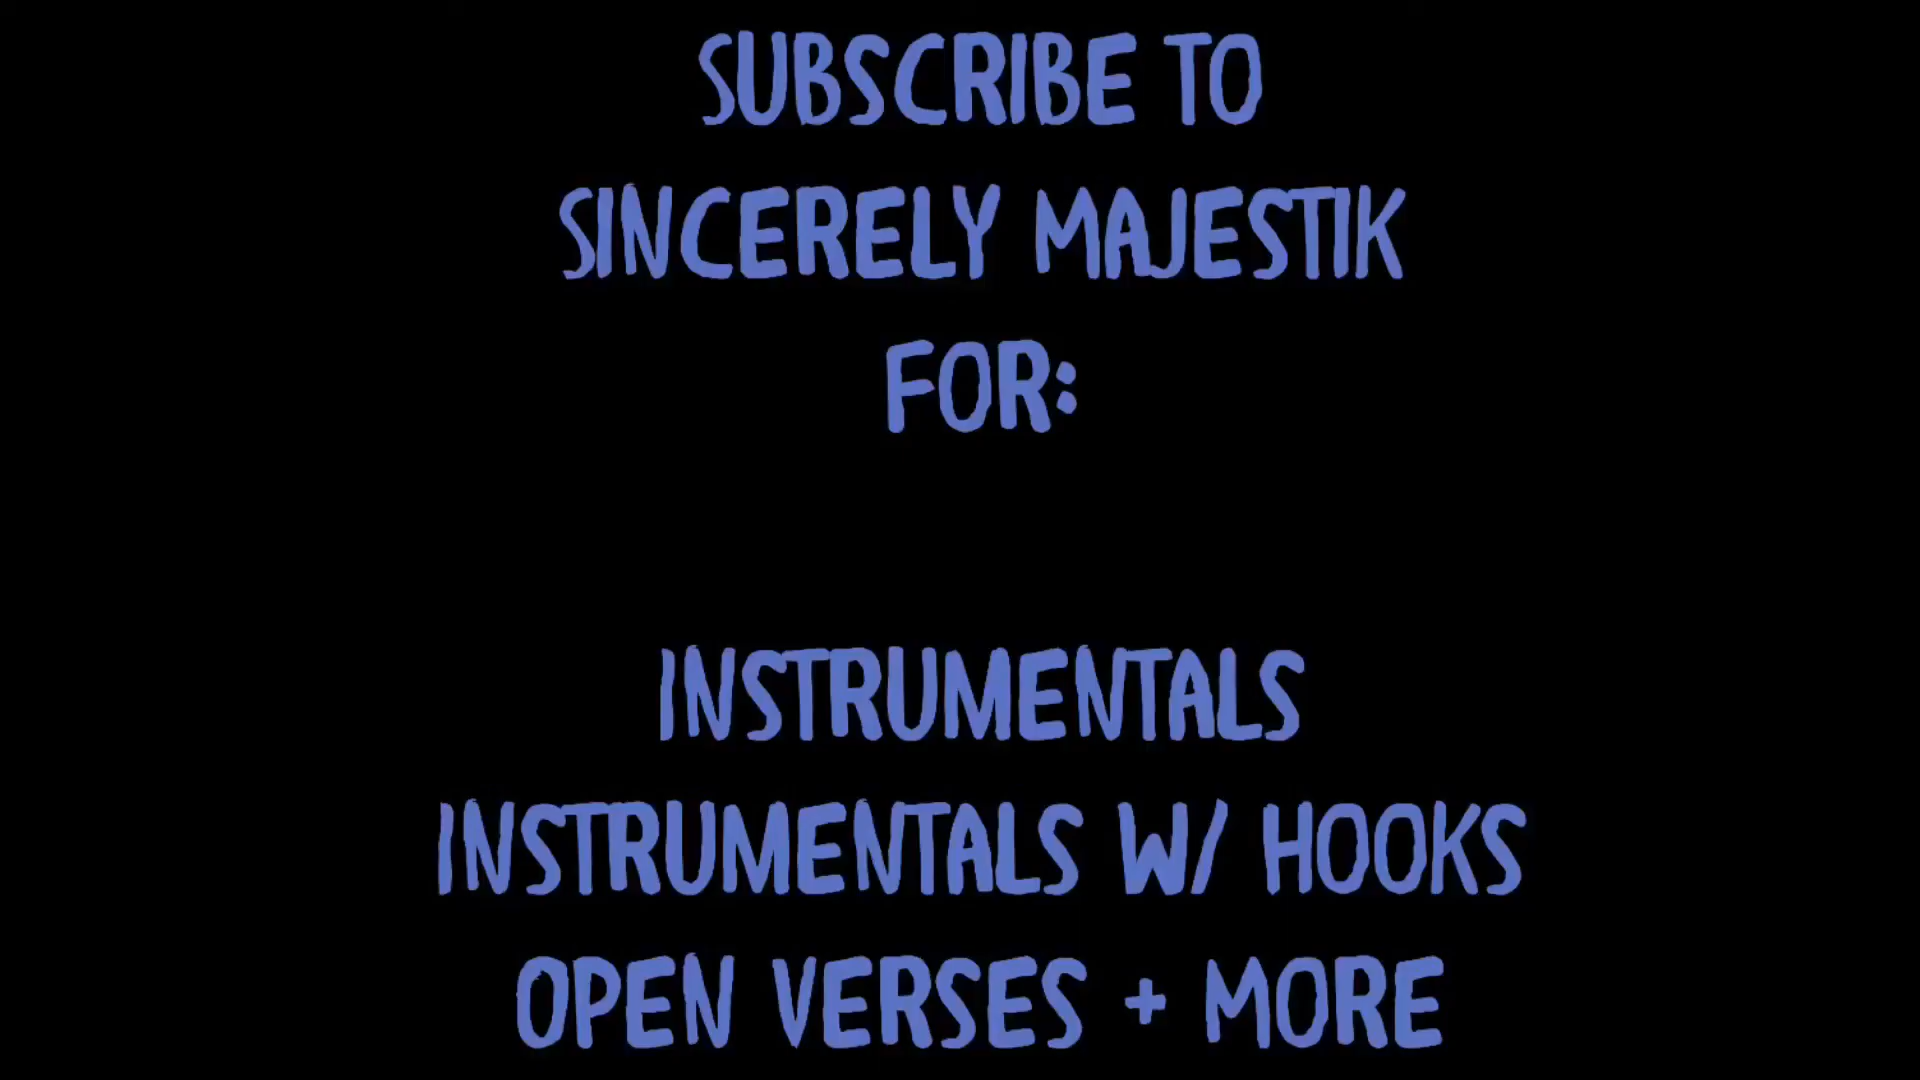 SUBSCRIBE TO
SINCERELY MAJESTIK
FOR:
INSTRUMENTALS
INSTRUMENTALS W/ HOOKS
OPEN VERSES + MORE